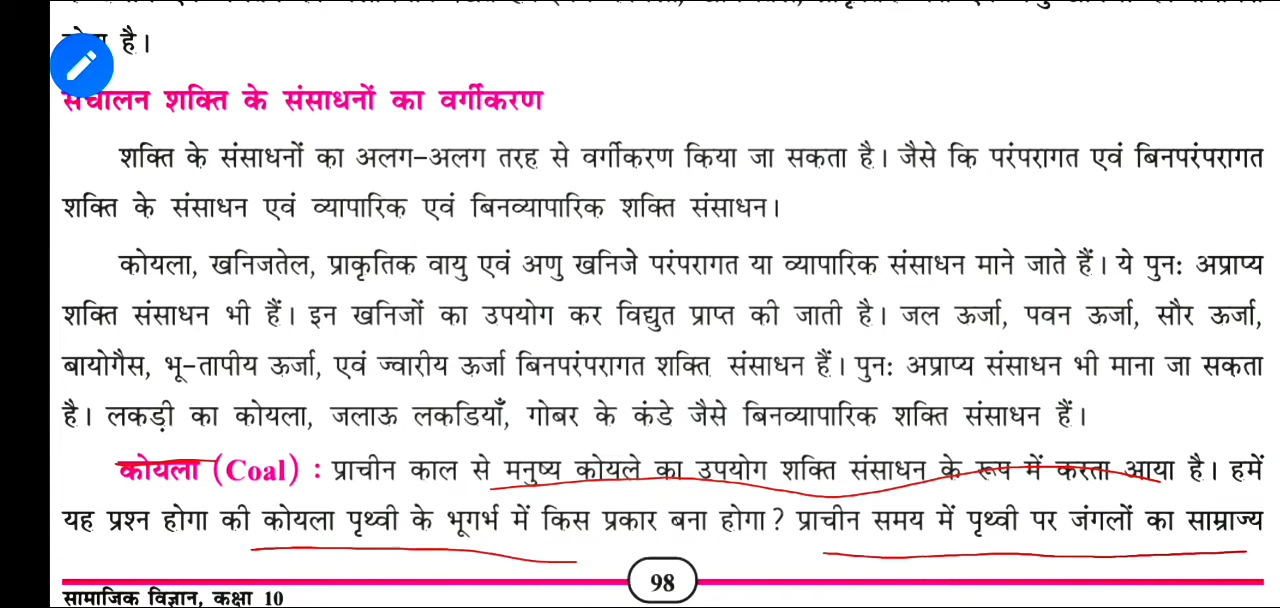 है।
संचालन शक्ति के संसाधनों का वर्गीकरण
शक्ति के संसाधनों का अलग-अलग तरह से वर्गीकरण किया जा सकता है। जैसे कि परंपरागत एवं बिनपरंपरागत
शक्ति के संसाधन एवं व्यापारिक एवं बिनव्यापारिक शक्ति संसाधन।
कोयला, खनिजतेल, प्राकृतिक वायु एवं अणु खनिजे परंपरागत या व्यापारिक संसाधन माने जाते हैं। ये पुनः अप्राप्य
शक्ति संसाधन भी हैं। इन खनिजों का उपयोग कर विद्युत प्राप्त की जाती है। जल ऊर्जा, पवन ऊर्जा, सौर ऊर्जा,
बायोगैस, भू-तापीय ऊर्जा, एवं ज्वारीय ऊर्जा बिनपरंपरागत शक्ति संसाधन हैं। पुनः अप्राप्य संसाधन भी माना जा सकता
है। लकड़ी का कोयला, जलाऊ लकडियाँ, गोबर के कंडे जैसे बिनव्यापारिक शक्ति संसाधन हैं।
कोयला (Coal) : प्राचीन काल से मनुष्य कोयले का उपयोग शक्ति संसाधन के रूप में करता आया है। हमें
यह प्रश्न होगा की कोयला पृथ्वी के भूगर्भ में किस प्रकार बना होगा? प्राचीन समय में पृथ्वी पर जंगलों का साम्राज्य
98
सामाजिक विज्ञान, कक्षा 10